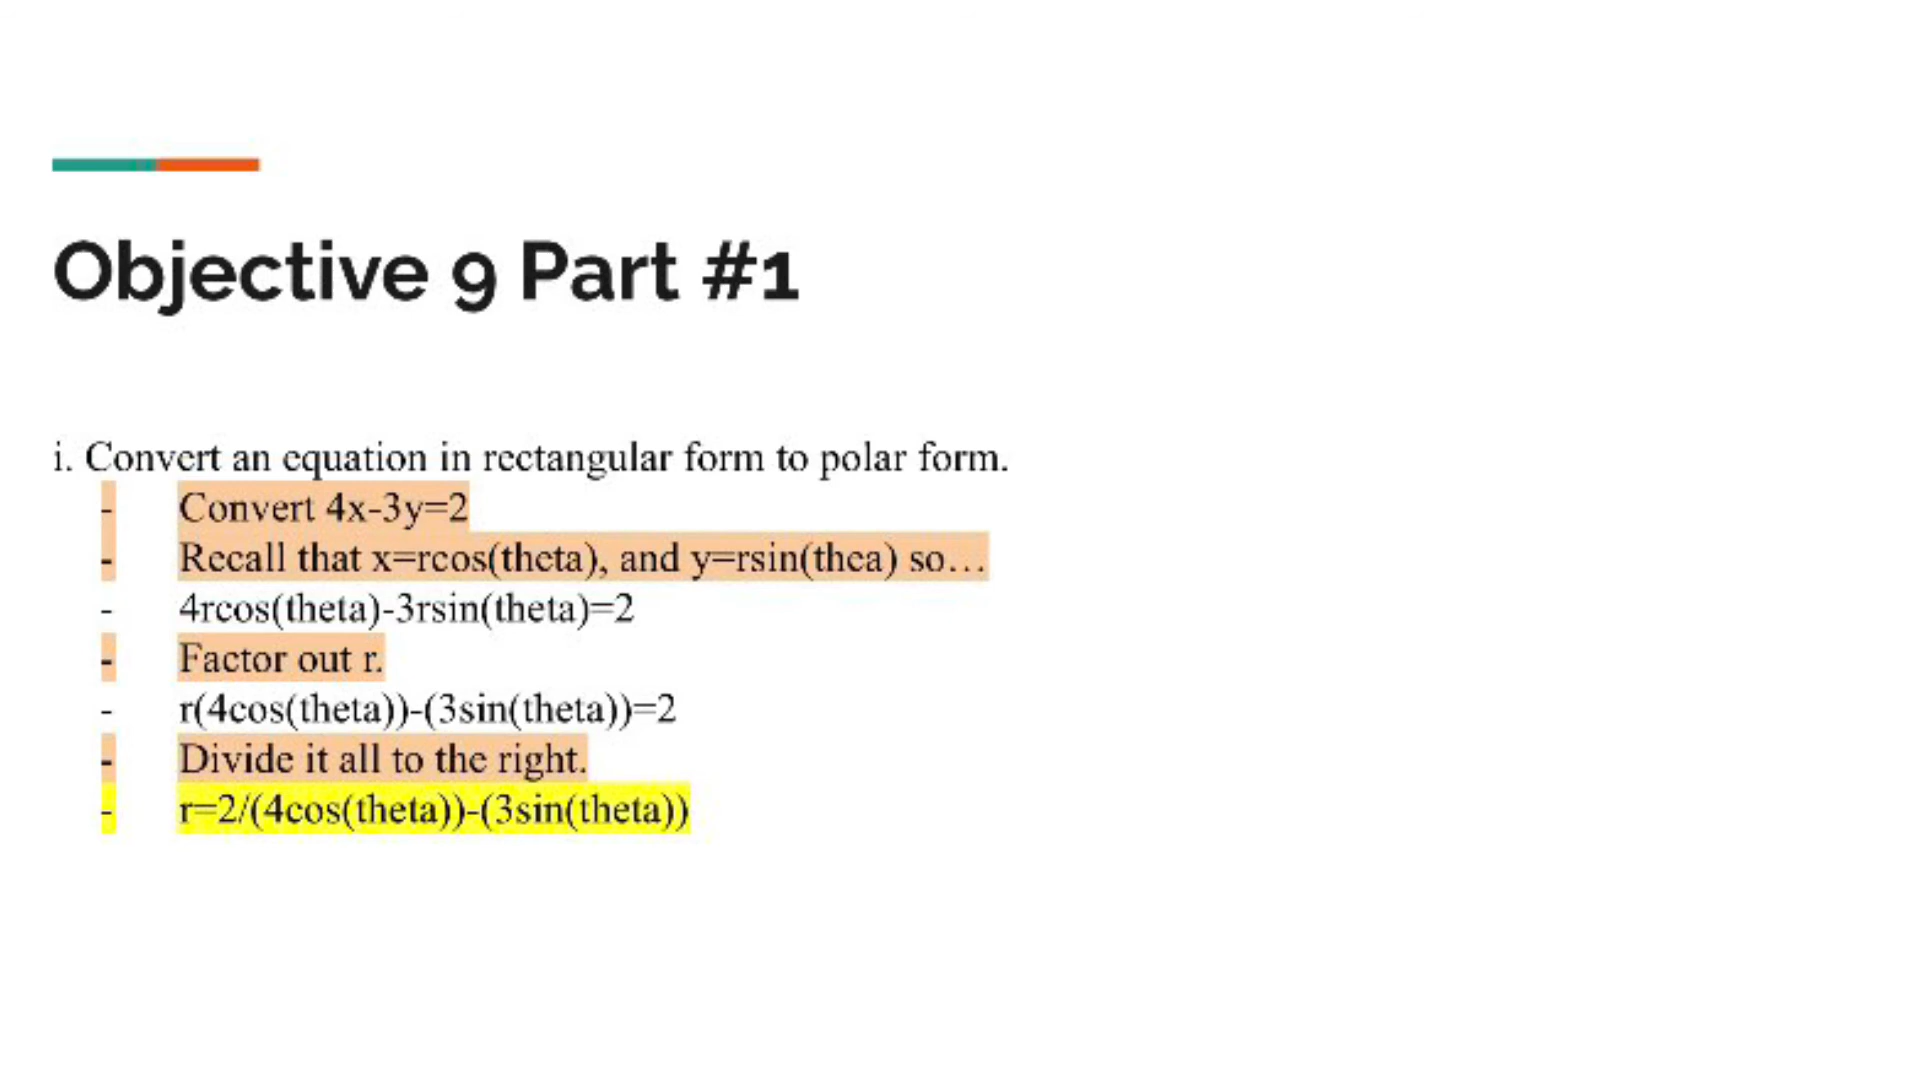 Objective 9 Part #1
i. Convert an equation in rectangular form to polar form.
- Convert 4x-3y=2
- Recall that x=rcos(theta), and y=rsin(thea) so…
- 4rcos(theta)-3rsin(theta)=2
- Factor out r.
- r(4cos(theta))-(3sin(theta))=2
- Divide it all to the right.
- r=2/(4cos(theta))-(3sin(theta))